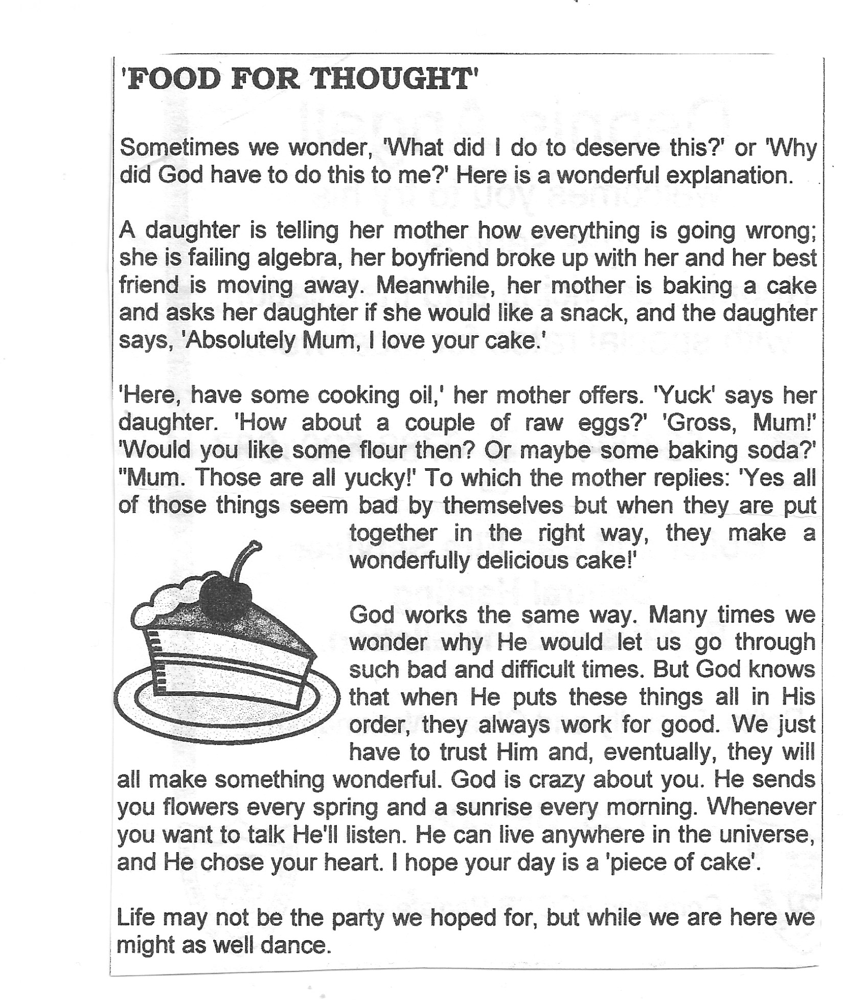 'FOOD FOR THOUGHT'
Sometimes we wonder, 'What did I do to deserve this?' or 'Why
did God have to do this to me?' Here is a wonderful explanation.
A daughter is telling her mother how everything is going wrong;
she is failing algebra, her boyfriend broke up with her and her best
friend is moving away. Meanwhile, her mother is baking a cake
and asks her daughter if she would like a snack, and the daughter
says, 'Absolutely Mum, I love your cake.'
'Here, have some cooking oil,' her mother offers. 'Yuck' says her
daughter. 'How about a couple of raw eggs?' 'Gross, Mum!'
'Would you like some flour then? Or maybe some baking soda?'
"Mum. Those are all yucky!' To which the mother replies: 'Yes all
of those things seem bad by themselves but when they are put
together in the right way, they make a
wonderfully delicious cake!'
God works the same way. Many times we
wonder why He would let us go through
such bad and difficult times. But God knows
that when He puts these things all in His
order, they always work for good. We just
have to trust Him and, eventually, they will
all make something wonderful. God is crazy about you. He sends
you flowers every spring and a sunrise every morning. Whenever
you want to talk He'll listen. He can live anywhere in the universe,
and He chose your heart. I hope your day is a 'piece of cake'.
Life may not be the party we hoped for, but while we are here we
might as well dance.